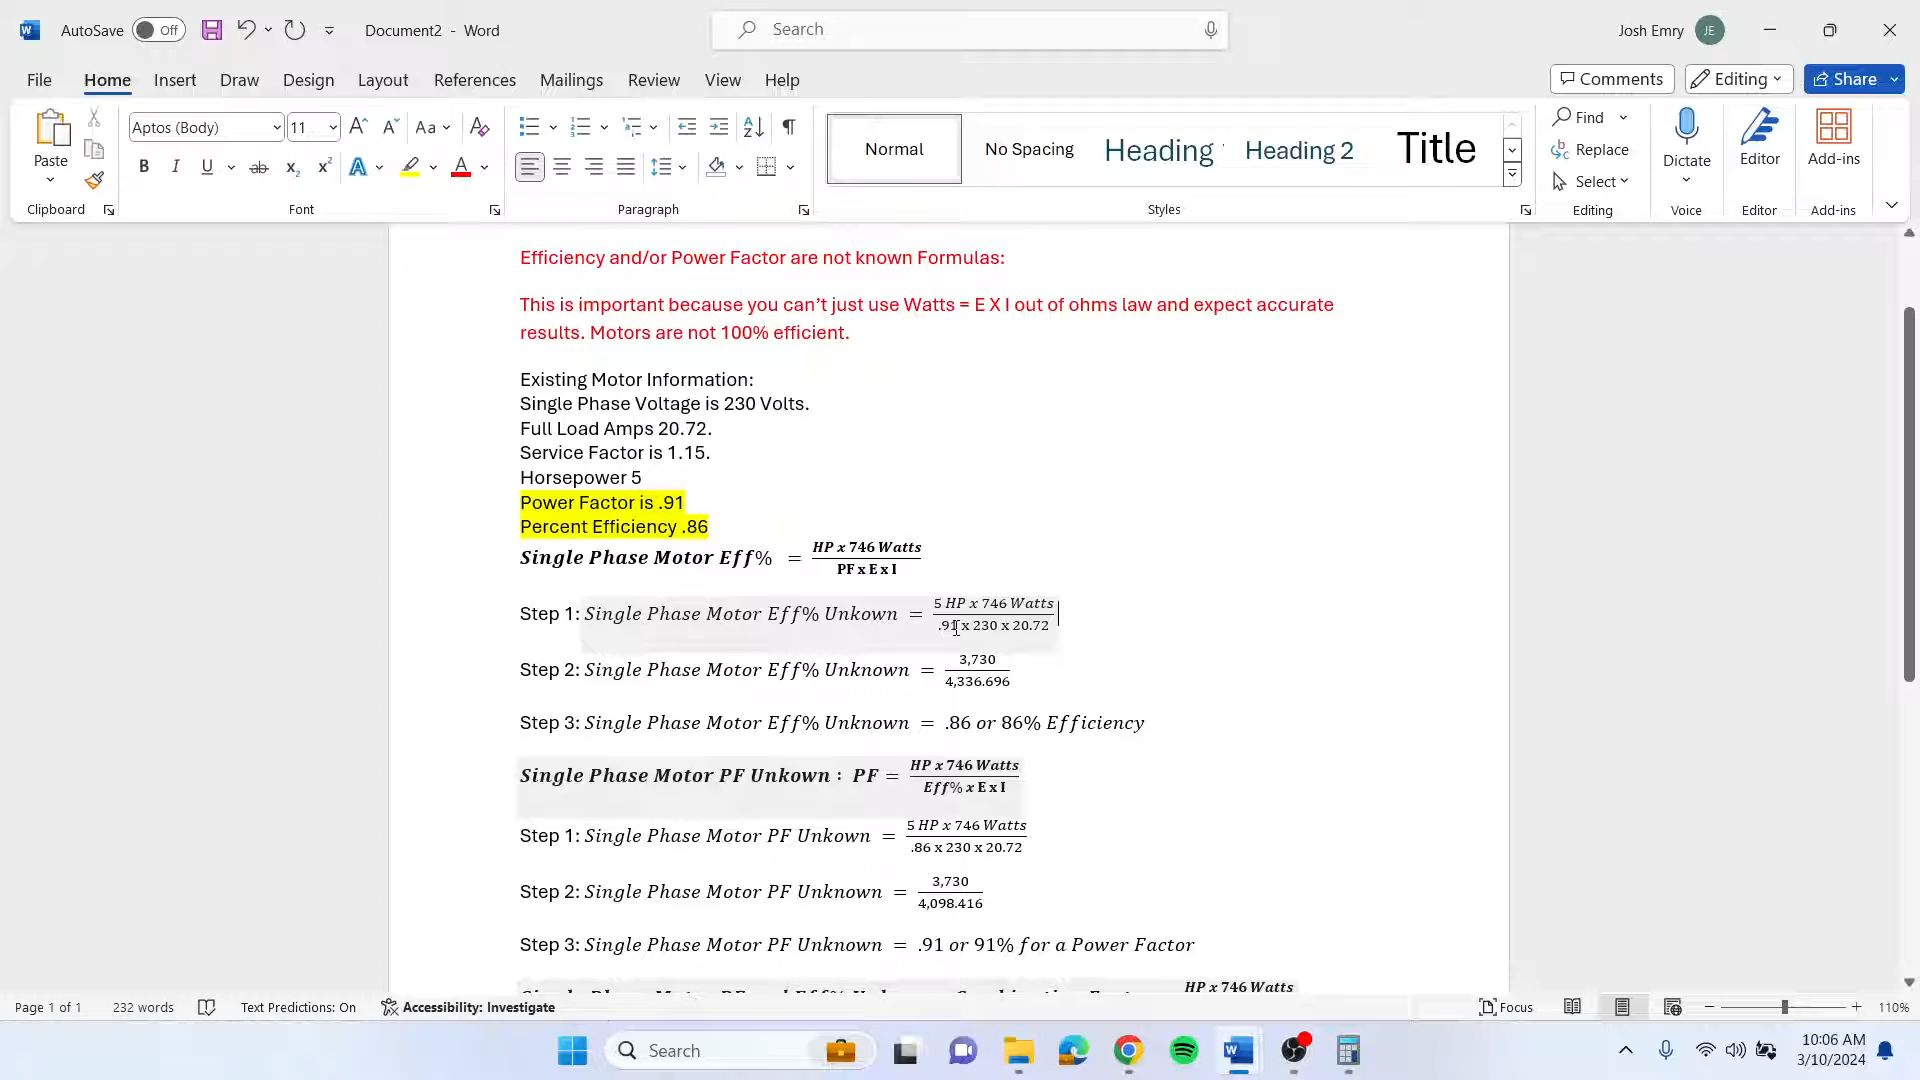 AutoSave Off Document2 - Word Search Josh Emry JE
File Home Insert Draw Design Layout References Mailings Review View Help Comments Editing Share
Paste Aptos (Body) 11 Normal No Spacing Heading Heading 2 Title Find Replace Select Dictate Editor Add-ins
Clipboard Font Paragraph Styles Editing Voice Editor Add-ins
Efficiency and/or Power Factor are not known Formulas:
This is important because you can’t just use Watts = E X I out of ohms law and expect accurate
results. Motors are not 100% efficient.
Existing Motor Information:
Single Phase Voltage is 230 Volts.
Full Load Amps 20.72.
Service Factor is 1.15.
Horsepower 5
Power Factor is .91
Percent Efficiency .86
Single Phase Motor Eff% = HP x 746 Watts / PF x E x I
Step 1: Single Phase Motor Eff% Unkown = 5 HP x 746 Watts / .91 x 230 x 20.72
Step 2: Single Phase Motor Eff% Unknown = 3,730 / 4,336.696
Step 3: Single Phase Motor Eff% Unknown = .86 or 86% Efficiency
Single Phase Motor PF Unkown: PF = HP x 746 Watts / Eff% x E x I
Step 1: Single Phase Motor PF Unkown = 5 HP x 746 Watts / .86 x 230 x 20.72
Step 2: Single Phase Motor PF Unknown = 3,730 / 4,098.416
Step 3: Single Phase Motor PF Unknown = .91 or 91% for a Power Factor
HP x 746 Watts
Page 1 of 1 232 words Text Predictions: On Accessibility: Investigate Focus 110%
Search 10:06 AM
3/10/2024